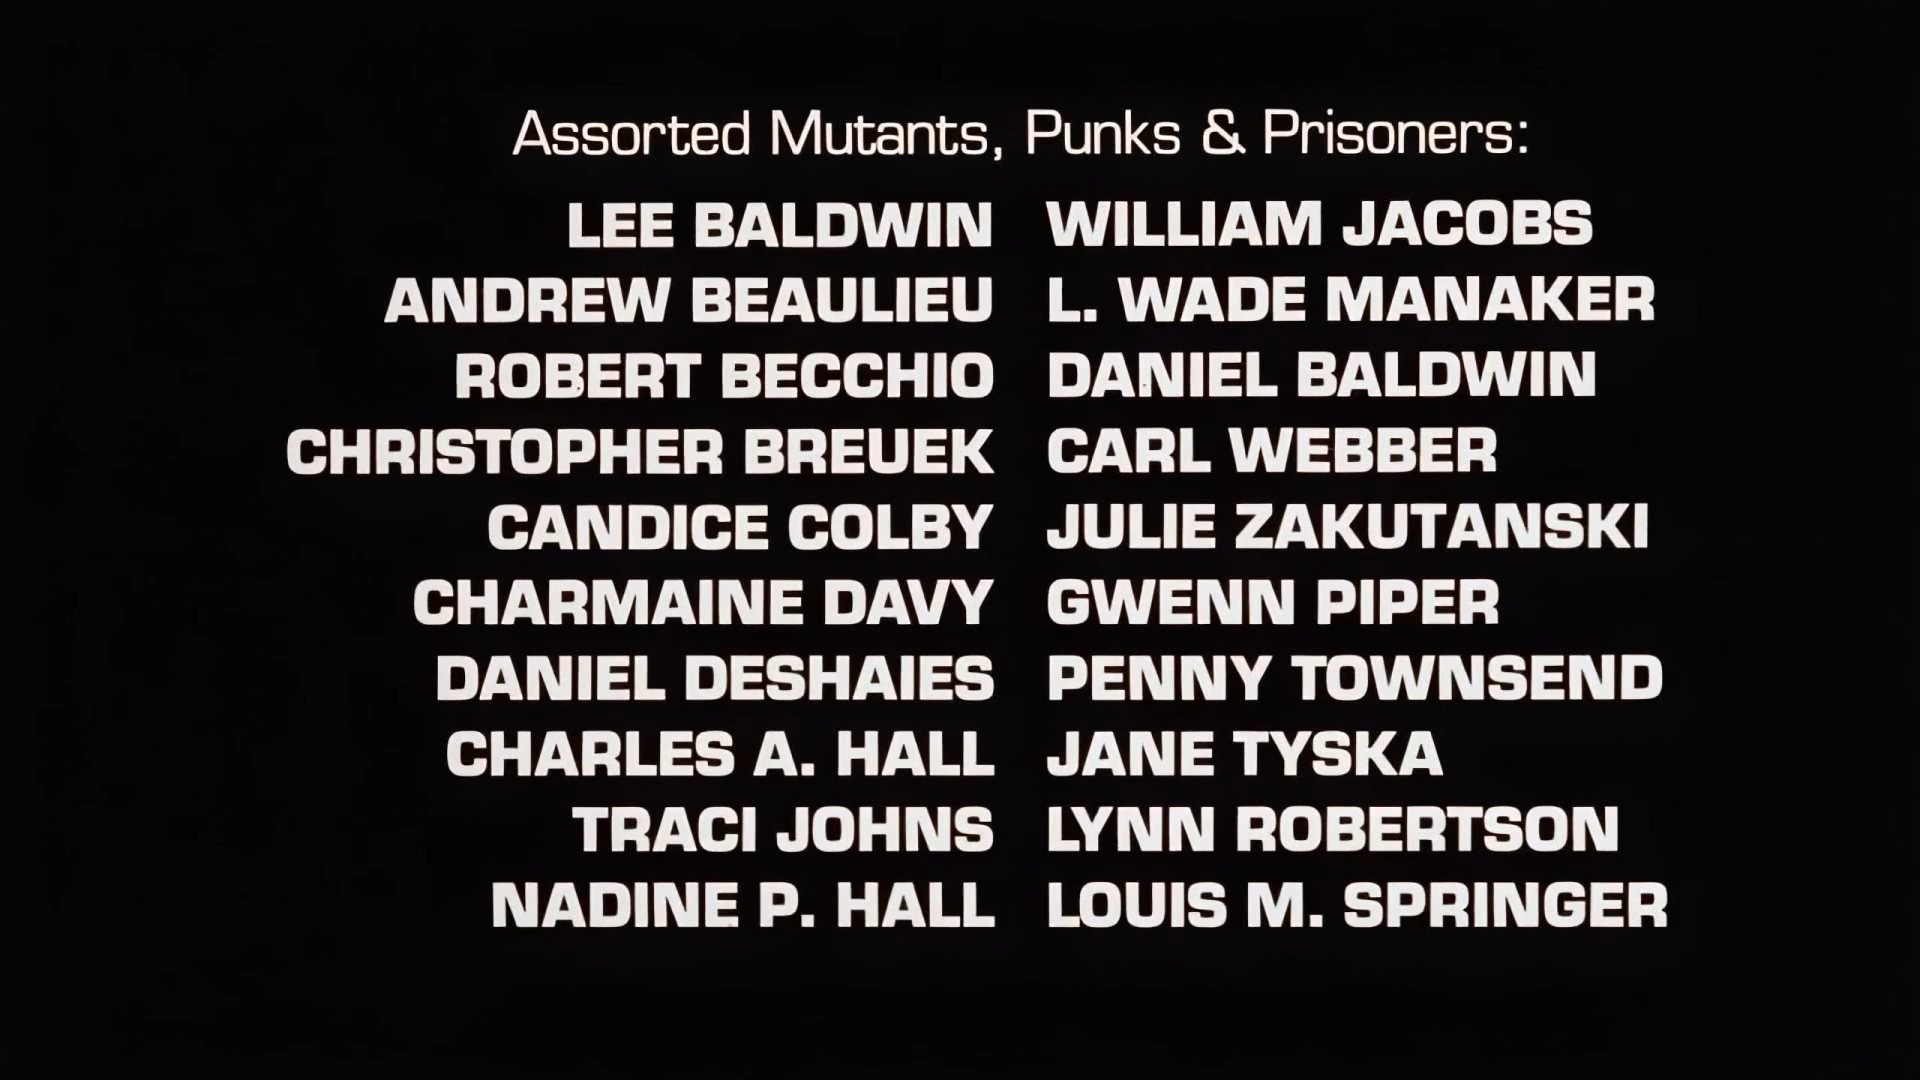 Assorted Mutants, Punks & Prisoners:
LEE BALDWIN WILLIAM JACOBS
ANDREW BEAULIEU L. WADE MANAKER
ROBERT BECCHIO DANIEL BALDWIN
CHRISTOPHER BREUEK CARL WEBBER
CANDICE COLBY JULIE ZAKUTANSKI
CHARMAINE DAVY GWENN PIPER
DANIEL DESHAIES PENNY TOWNSEND
CHARLES A. HALL JANE TYSKA
TRACI JOHNS LYNN ROBERTSON
NADINE P. HALL LOUIS M. SPRINGER